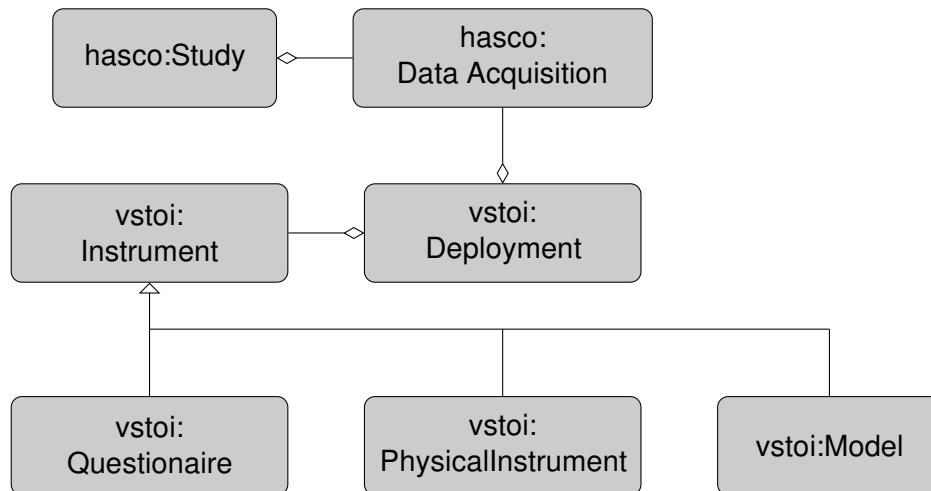 hasco:Study
hasco:
Data Acquisition
vstoi:
Instrument
vstoi:
Deployment
vstoi:
Questionaire
vstoi:
PhysicalInstrument
vstoi:Model